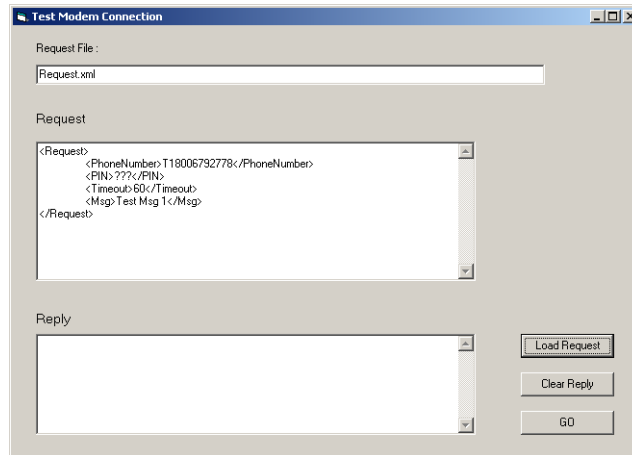 Test Modem Connection
Request File :
Request.xml
Request
<Request>
<PhoneNumber>T18006792778</PhoneNumber>
<PIN>???</PIN>
<Timeout>60</Timeout>
<Msg>Test Msg 1</Msg>
</Request>
Reply
Load Request
Clear Reply
GO